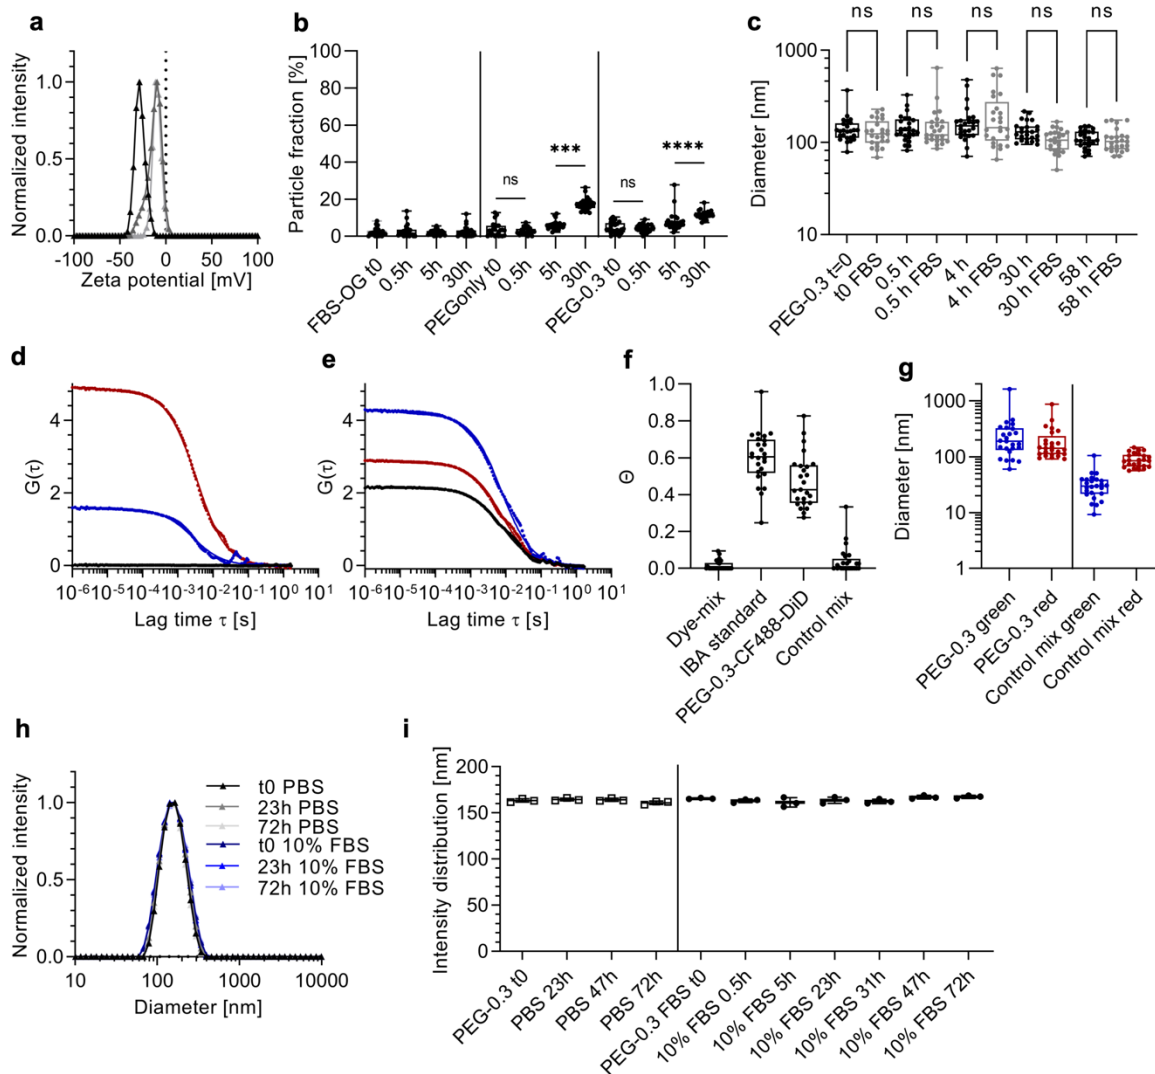 a
Normalized intensity
1.0
0.5
0.0
-100 -50 0 50 100
Zeta potential [mV]
b
Particle fraction [%]
100
80
60
40
20
0
ns
***
ns
****
FBS-OG t0
0.5h
5h
30h
PEGonly t0
0.5h
5h
30h
PEG-0.3 t0
0.5h
5h
30h
c
ns ns ns ns ns
Diameter [nm]
1000
100
10
PEG-0.3 t=0
t0 FBS
0.5 h
0.5 h FBS
4 h
4 h FBS
30 h
30 h FBS
58 h
58 h FBS
d
G(τ)
4
2
0
10-6 10-5 10-4 10-3 10-2 10-1 100 101
Lag time τ [s]
e
G(τ)
4
2
0
10-6 10-5 10-4 10-3 10-2 10-1 100 101
Lag time τ [s]
f
Θ
1.0
0.8
0.6
0.4
0.2
0.0
Dye-mix
IBA standard
PEG-0.3-CF488-DiD
Control mix
g
Diameter [nm]
1000
100
10
1
PEG-0.3 green
PEG-0.3 red
Control mix green
Control mix red
h
Normalized intensity
1.0
0.5
0.0
10 100 1000 10000
Diameter [nm]
t0 PBS
23h PBS
72h PBS
t0 10% FBS
23h 10% FBS
72h 10% FBS
i
Intensity distribution [nm]
200
150
100
50
0
PEG-0.3 t0
PBS 23h
PBS 47h
PBS 72h
PEG-0.3 FBS t0
10% FBS 0.5h
10% FBS 5h
10% FBS 23h
10% FBS 31h
10% FBS 47h
10% FBS 72h